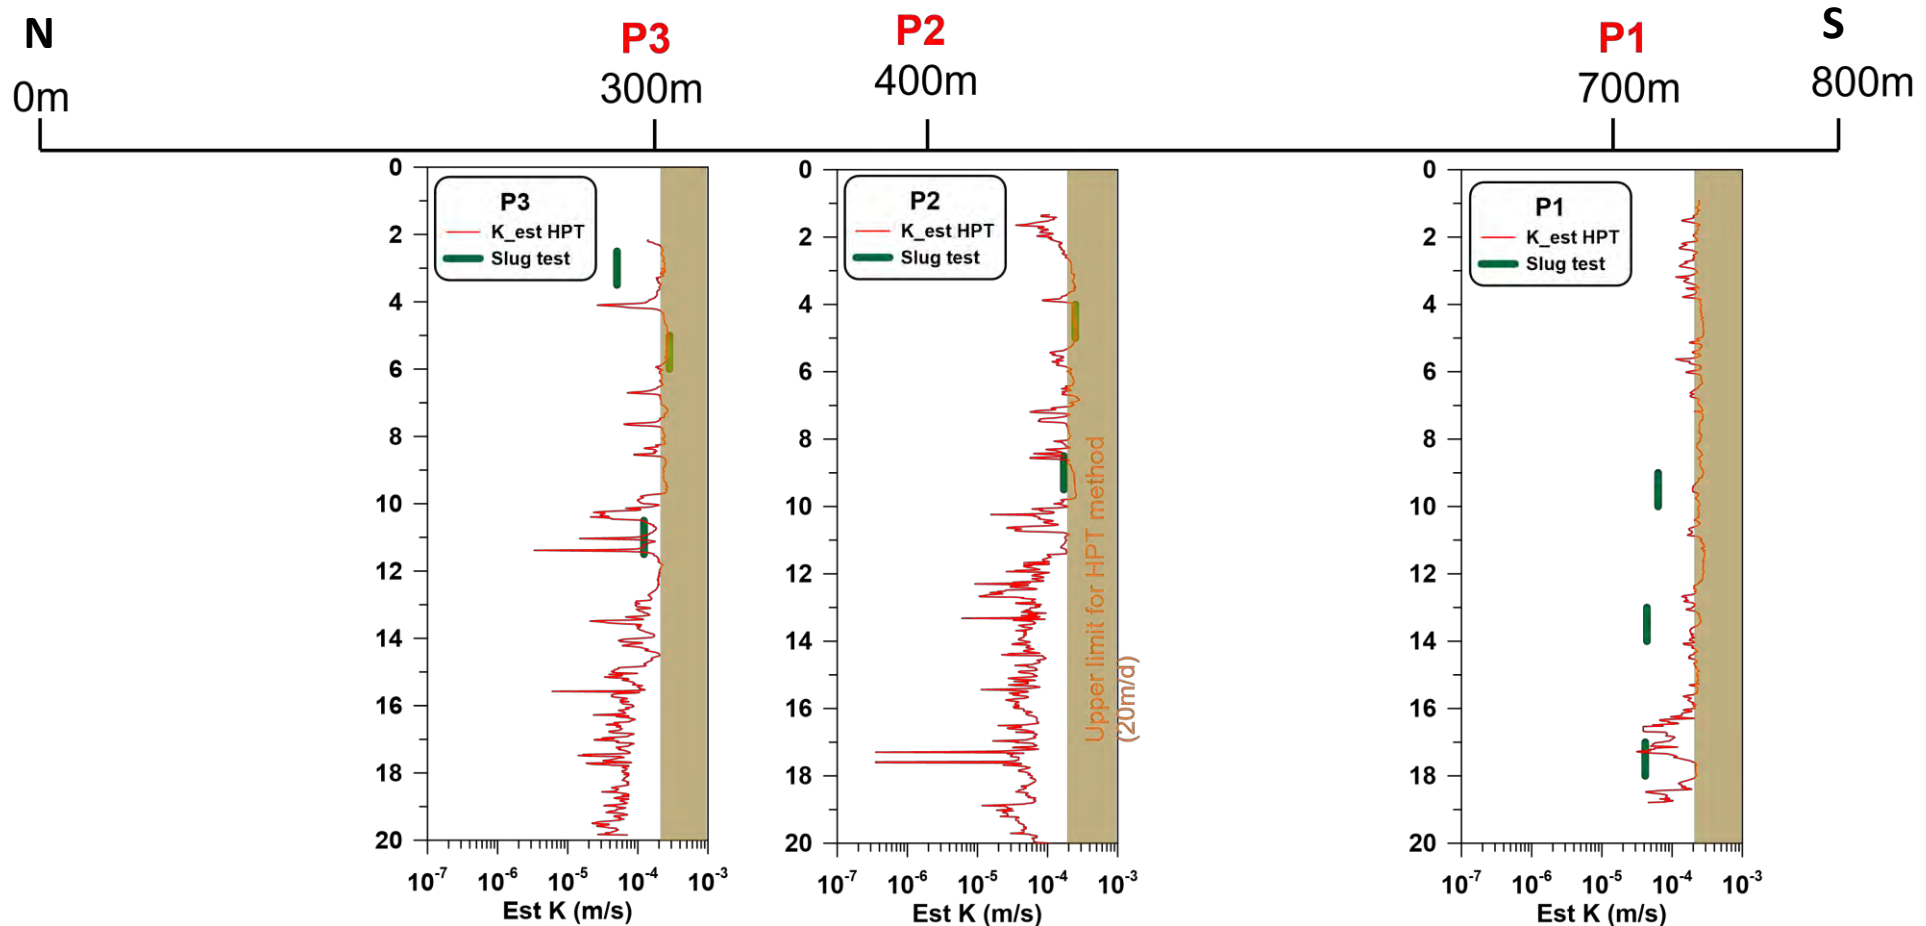 N
P3
P2
P1
S
0m
300m
400m
700m
800m
P3
K_est HPT
Slug test
0
2
4
6
8
10
12
14
16
18
20
10-7 10-6 10-5 10-4 10-3
Est K (m/s)
P2
K_est HPT
Slug test
0
2
4
6
8
10
12
14
16
18
20
Upper limit for HPT method
(20m/d)
10-7 10-6 10-5 10-4 10-3
Est K (m/s)
P1
K_est HPT
Slug test
0
2
4
6
8
10
12
14
16
18
20
10-7 10-6 10-5 10-4 10-3
Est K (m/s)